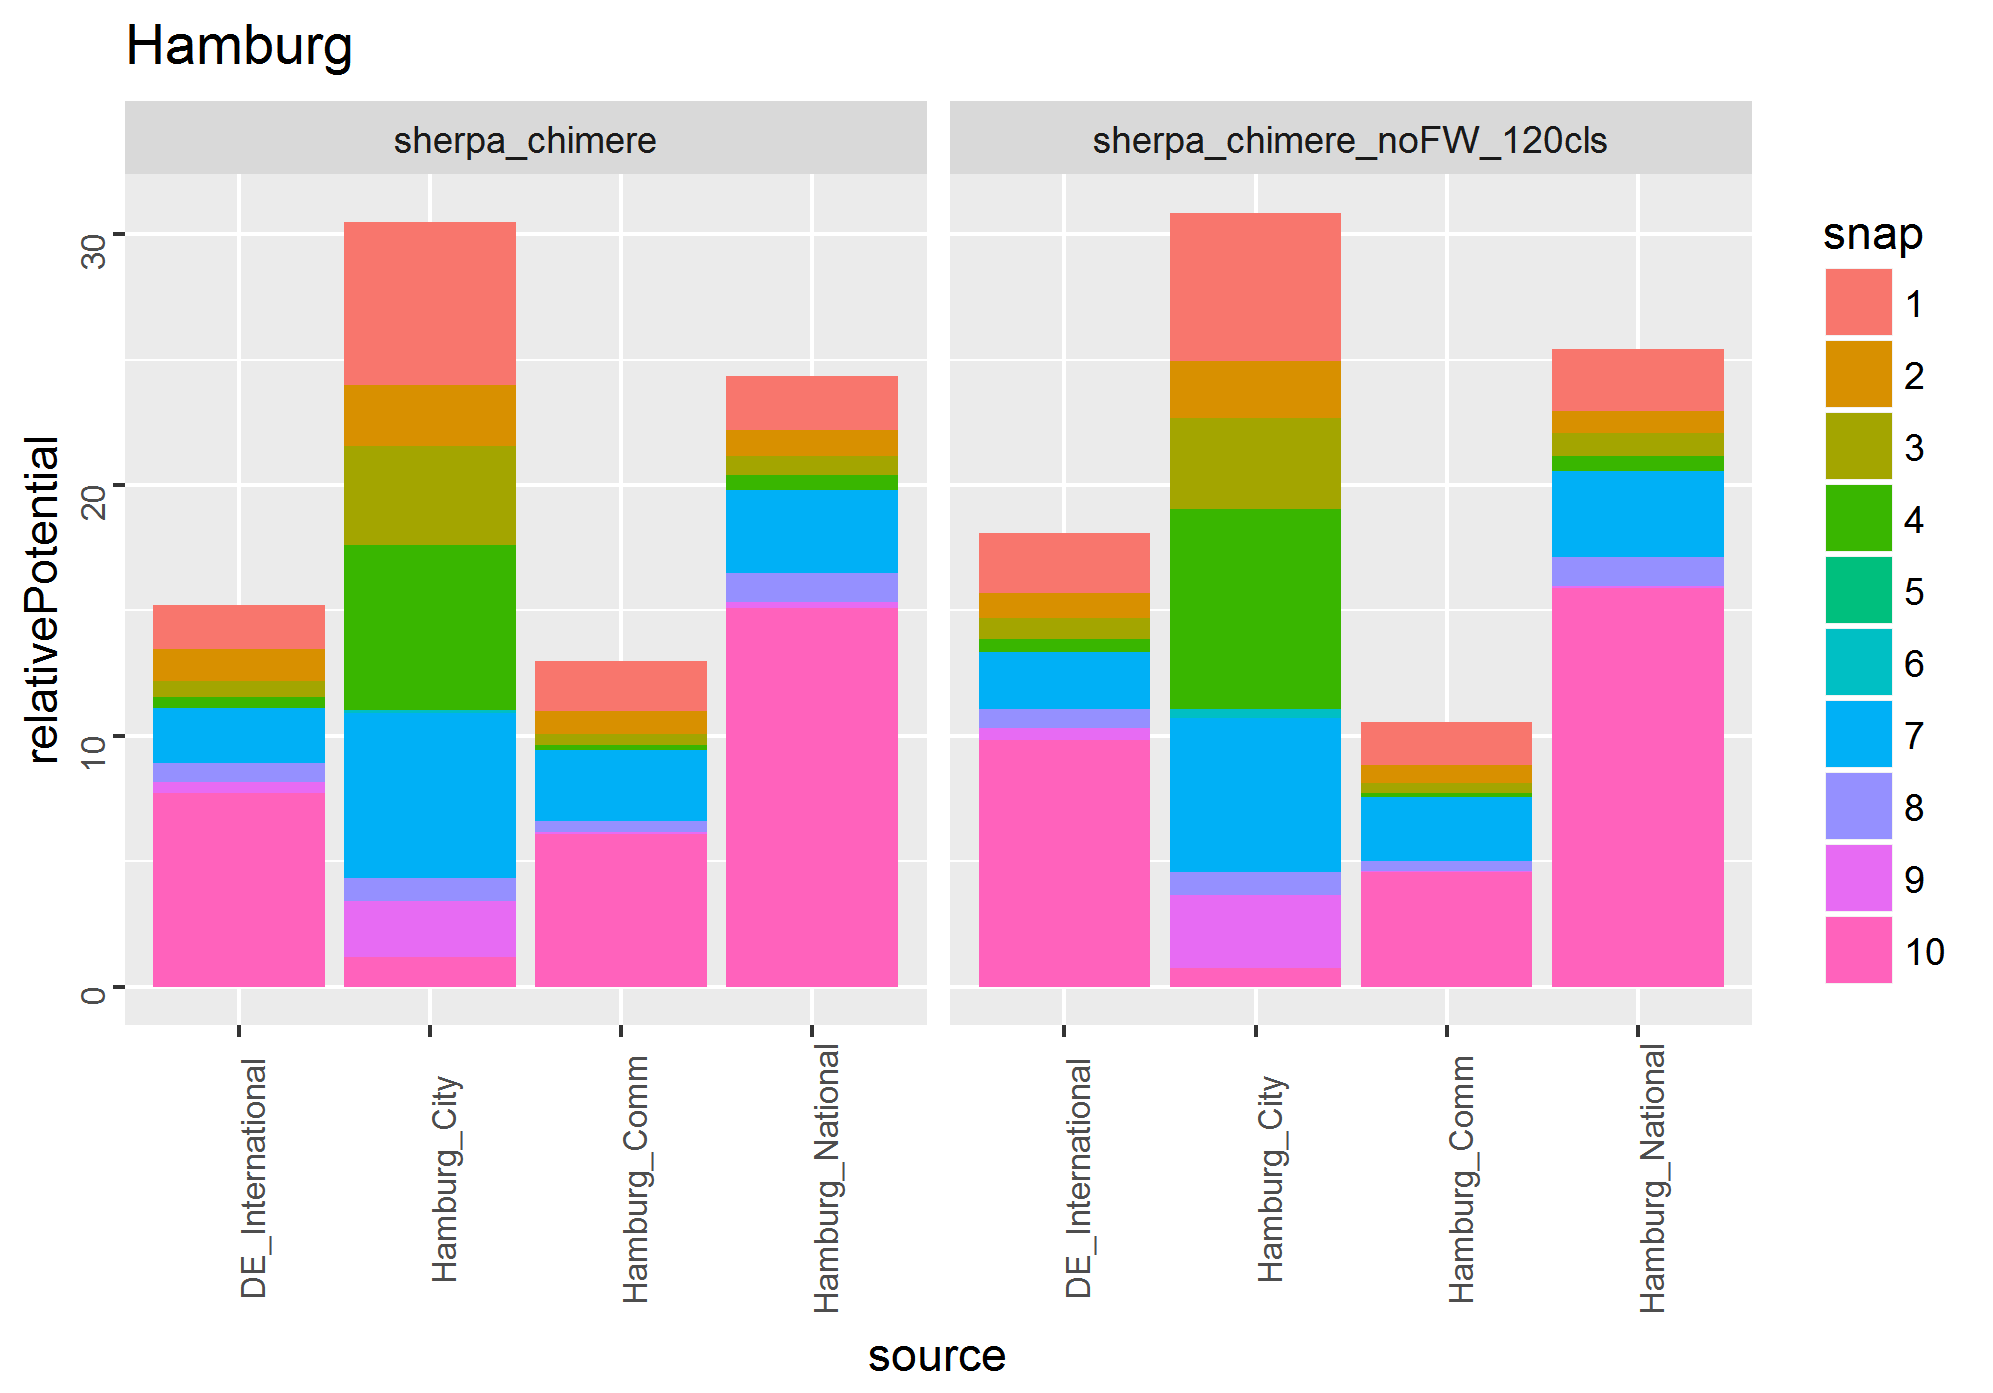 Hamburg
sherpa_chimere
sherpa_chimere_noFW_120cls
relativePotential
30
20
10
0
DE_International
Hamburg_City
Hamburg_Comm
Hamburg_National
DE_International
Hamburg_City
Hamburg_Comm
Hamburg_National
source
snap
1
2
3
4
5
6
7
8
9
10